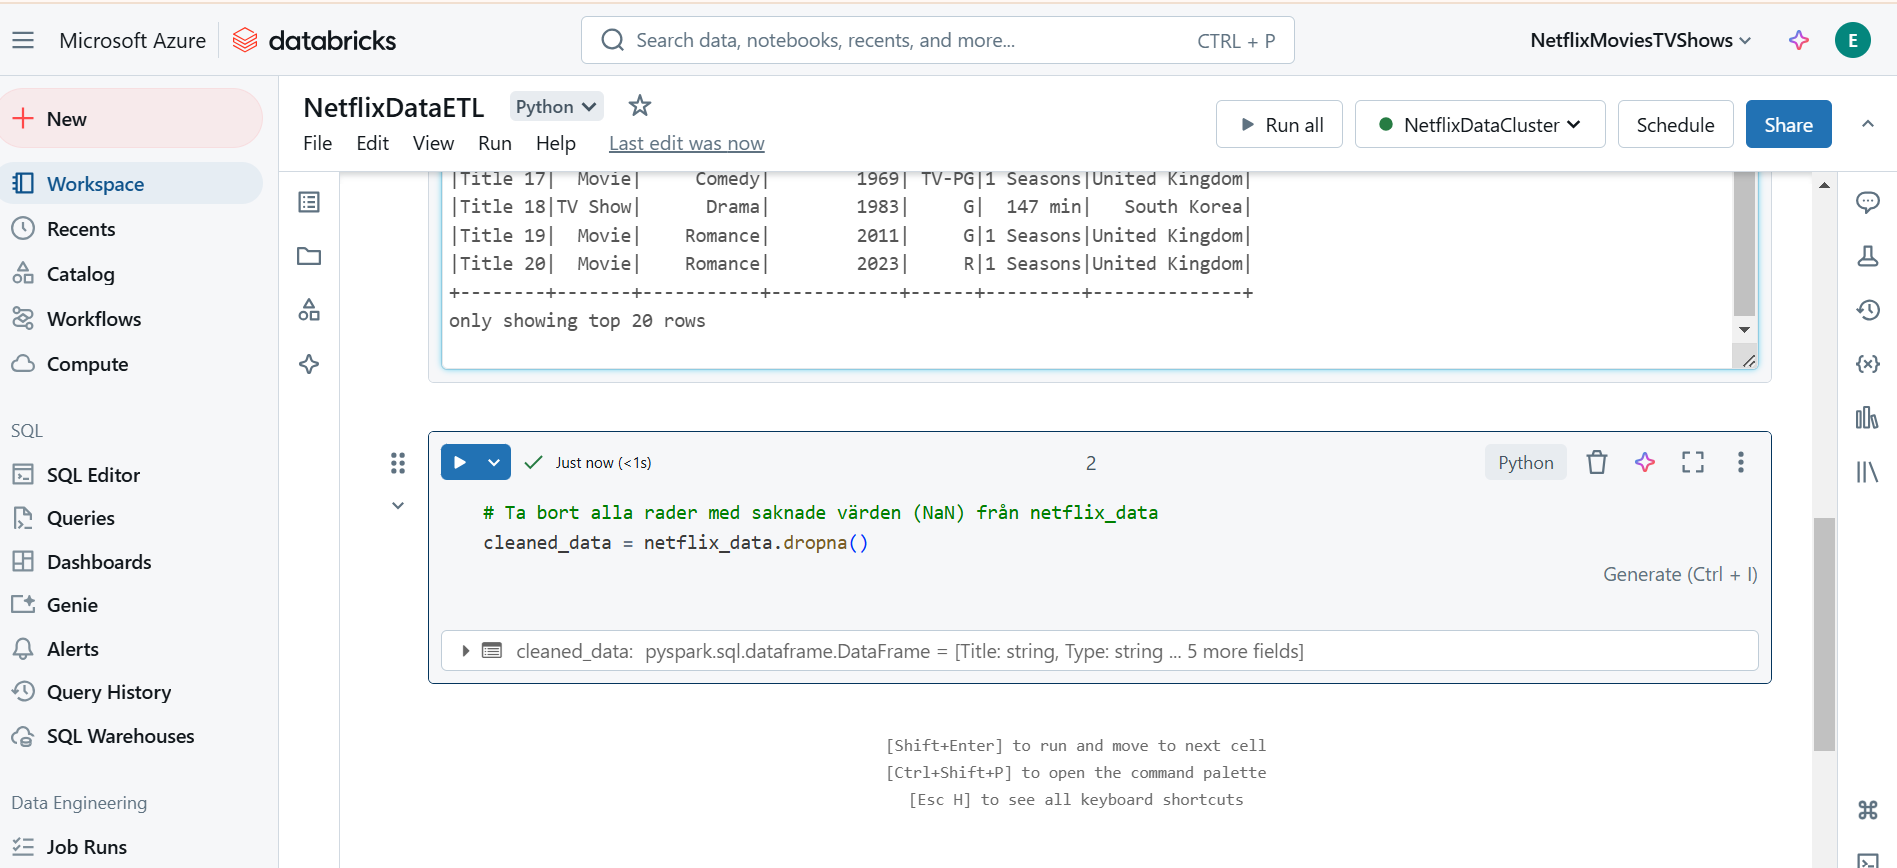 Microsoft Azure databricks Search data, notebooks, recents, and more... CTRL + P NetflixMoviesTVShows E
New
Workspace
Recents
Catalog
Workflows
Compute
SQL
SQL Editor
Queries
Dashboards
Genie
Alerts
Query History
SQL Warehouses
Data Engineering
Job Runs
NetflixDataETL Python
File Edit View Run Help Last edit was now
Run all NetflixDataCluster Schedule Share
|Title 17|  Movie|     Comedy|        1969| TV-PG|1 Seasons|United Kingdom|
|Title 18|TV Show|      Drama|        1983|     G|  147 min|   South Korea|
|Title 19|  Movie|    Romance|        2011|     G|1 Seasons|United Kingdom|
|Title 20|  Movie|    Romance|        2023|     R|1 Seasons|United Kingdom|
+--------+-------+-----------+------------+------+---------+--------------+
only showing top 20 rows
Just now (<1s) 2 Python
# Ta bort alla rader med saknade värden (NaN) från netflix_data
cleaned_data = netflix_data.dropna()
Generate (Ctrl + I)
cleaned_data: pyspark.sql.dataframe.DataFrame = [Title: string, Type: string ... 5 more fields]
[Shift+Enter] to run and move to next cell
[Ctrl+Shift+P] to open the command palette
[Esc H] to see all keyboard shortcuts